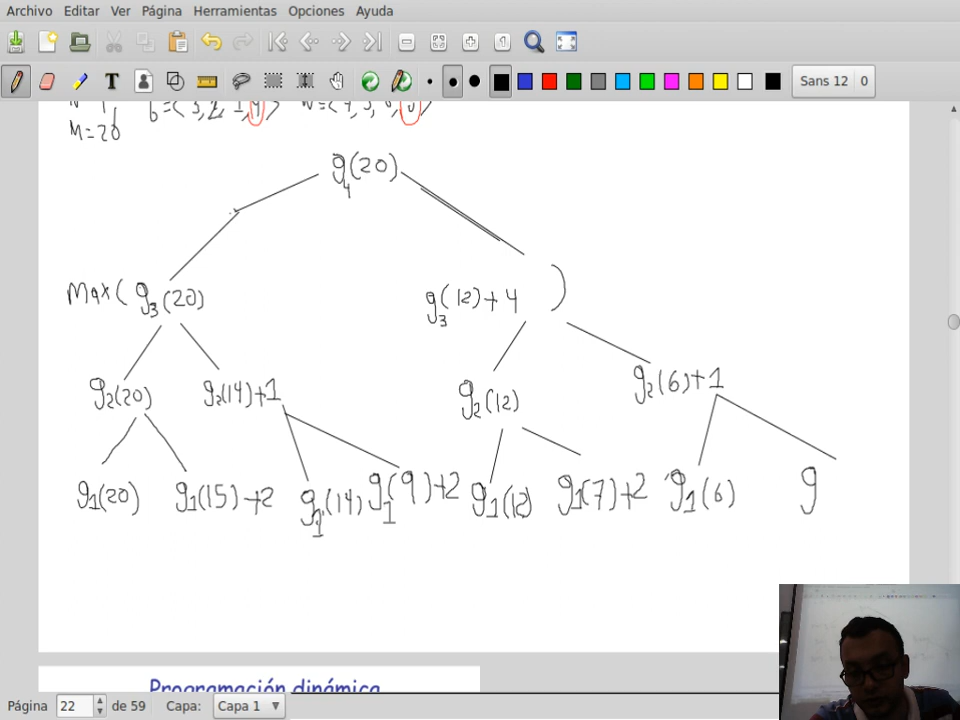 Archivo Editar Ver Página Herramientas Opciones Ayuda
Sans 12 0
M=20
g4(20)
Max( g3(20) g3(12)+4 )
g2(20) g2(14)+1 g2(12) g2(6)+1
g1(20) g1(15)+2 g1(14) g1(9)+2 g1(12) g1(7)+2 g1(6) g
Programación dinámica
Página 22 de 59 Capa: Capa 1